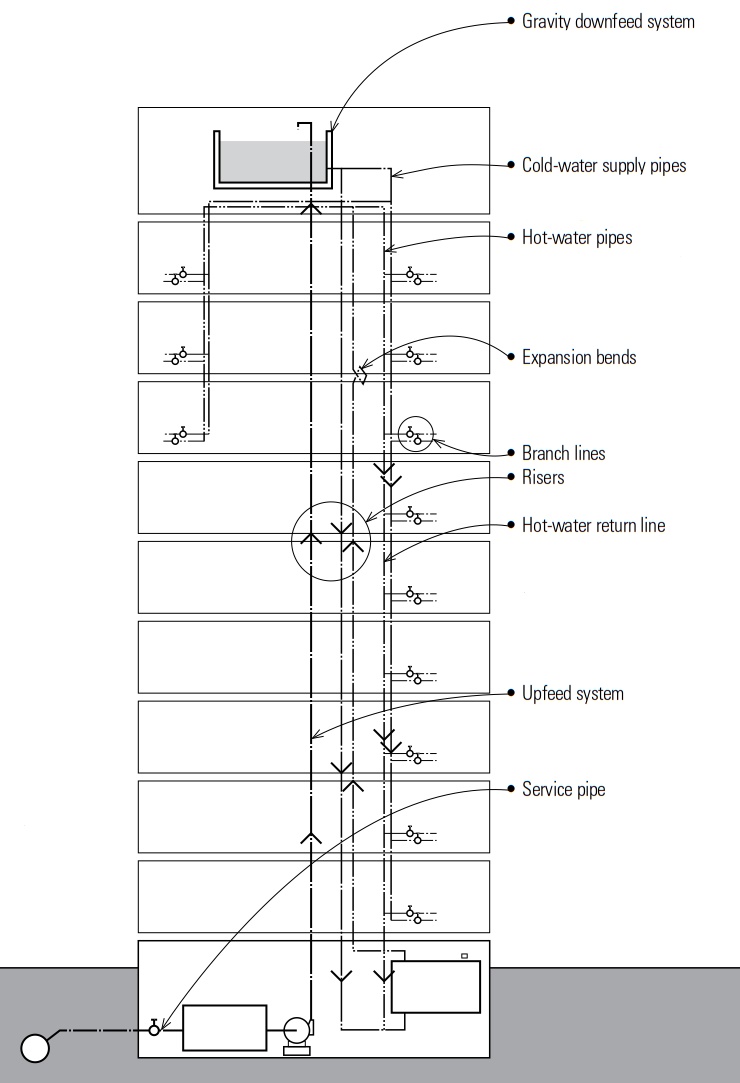 Gravity downfeed system
Cold-water supply pipes
Hot-water pipes
Expansion bends
Branch lines
Risers
Hot-water return line
Upfeed system
Service pipe